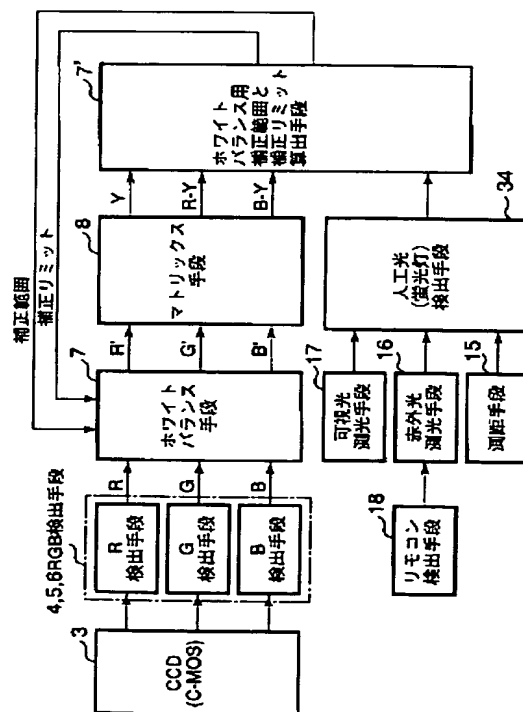 3
CCD
(C-MOS)
4,5,6RGB検出手段
R
検出手段
G
検出手段
B
検出手段
R
G
B
7
ホワイト
バランス
手段
補正範囲
補正リミット
R'
G'
B'
8
マトリックス
手段
Y
R-Y
B-Y
7'
ホワイト
バランス用
補正範囲と
補正リミット
算出手段
18
リモコン
検出手段
17
可視光
測光手段
16
赤外光
測光手段
15
測距手段
34
人工光
(蛍光灯)
検出手段